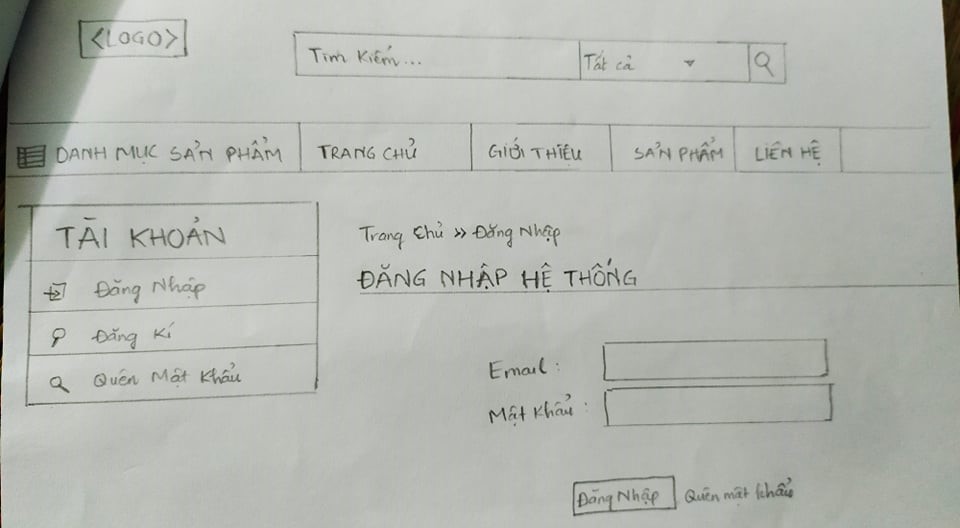 <LOGO>
Tìm Kiếm... Tất cả
DANH MỤC SẢN PHẨM TRANG CHỦ GIỚI THIỆU SẢN PHẨM LIÊN HỆ
TÀI KHOẢN
Đăng Nhập
Đăng Kí
Quên Mật Khẩu
Trang Chủ >> Đăng Nhập
ĐĂNG NHẬP HỆ THỐNG
Email :
Mật Khẩu :
Đăng Nhập Quên mật khẩu